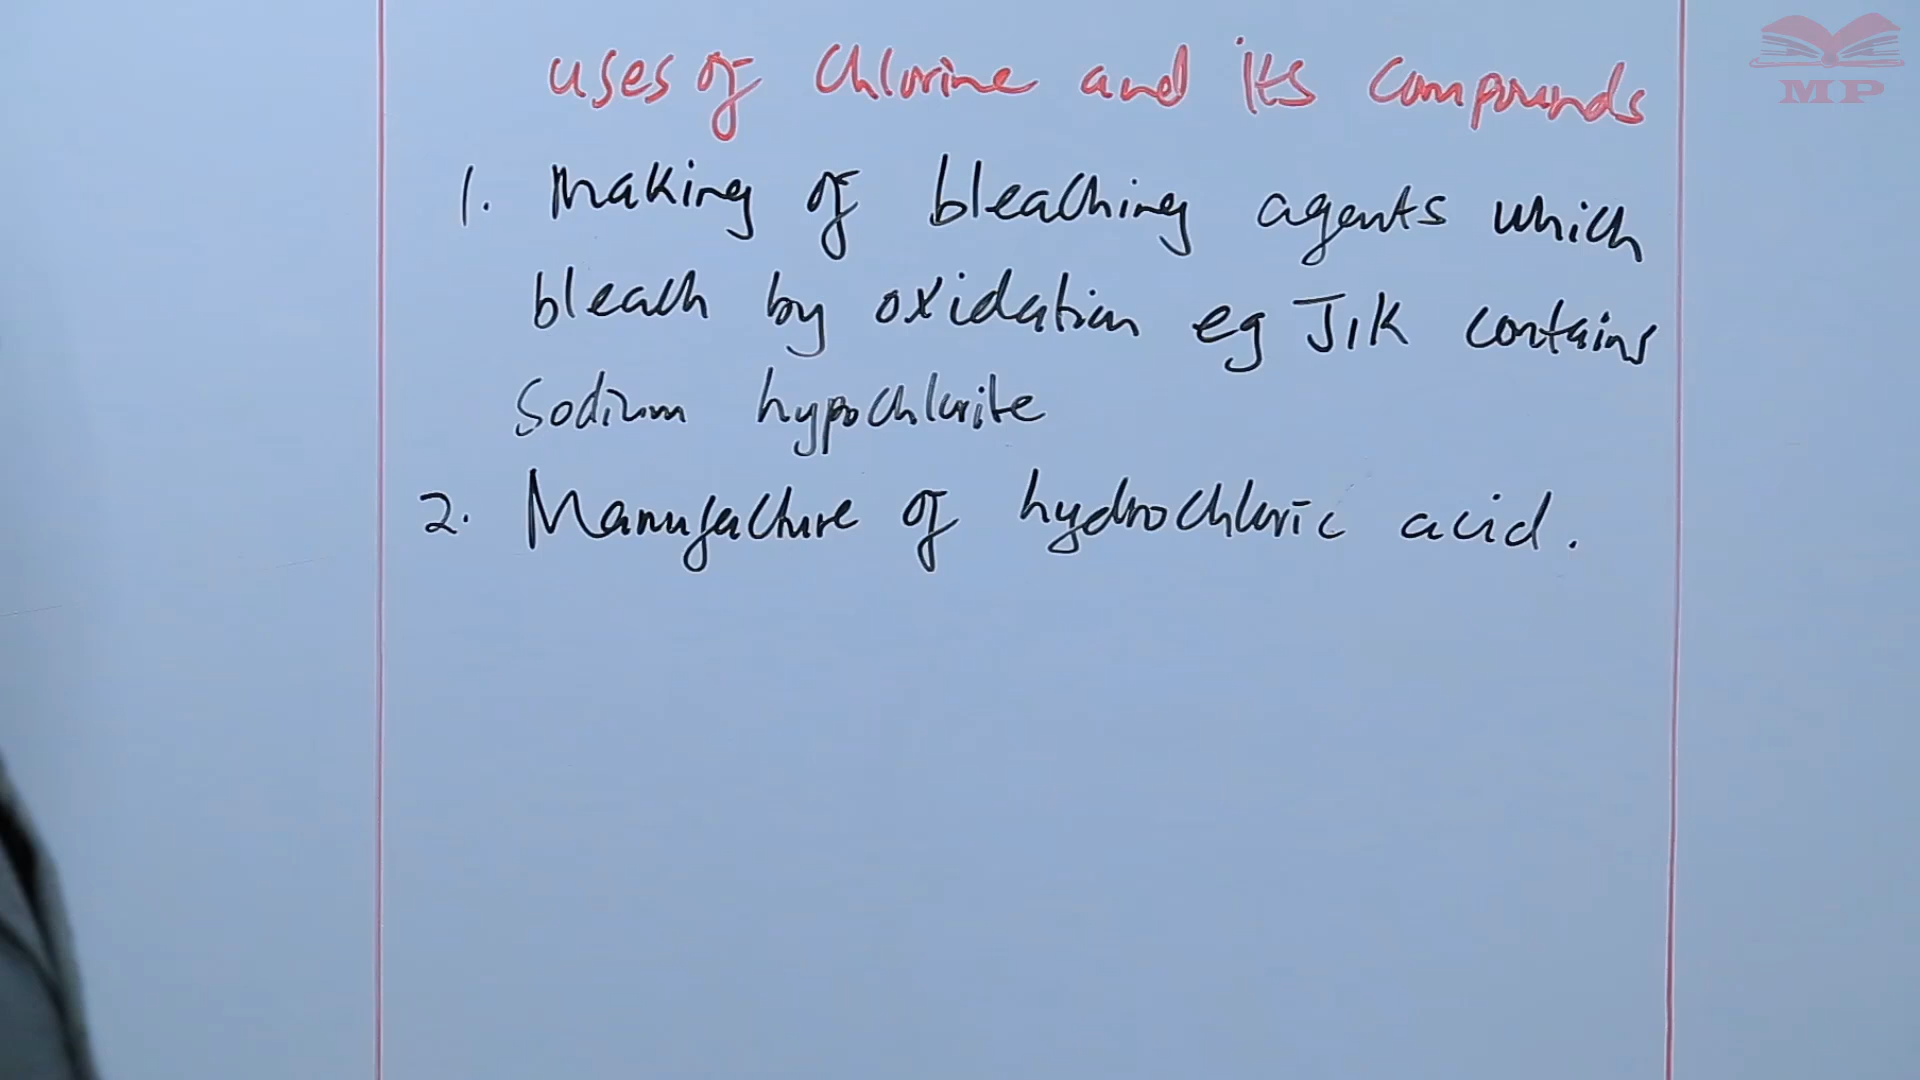 uses of Chlorine and Its Compounds
1. Making of bleaching agents which
bleach by oxidation eg JIK contains
Sodium hypochlorite
2. Manufacture of hydrochloric acid.
MP